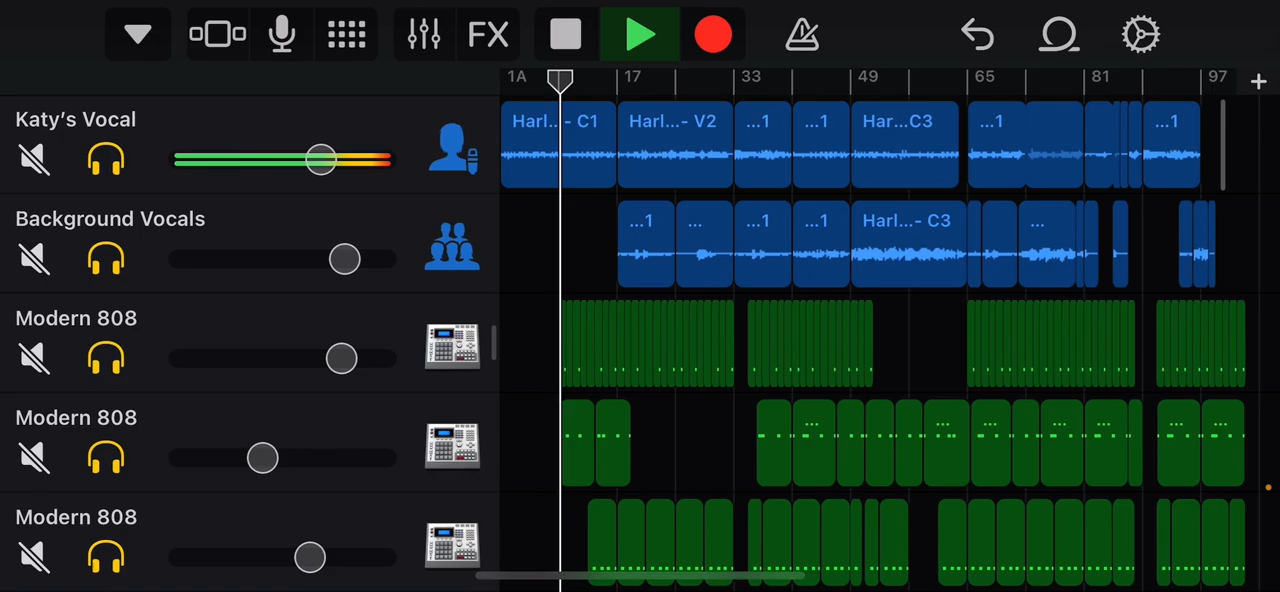 FX
1A 17 33 49 65 81 97 +
Katy’s Vocal
Harl...- C1 Harl...- V2 ...1 ...1 Har...C3 ...1 ...1
Background Vocals
...1 ... ...1 ...1 Harl...- C3 ...
Modern 808
Modern 808
... ... ... ... ... ... ...
Modern 808